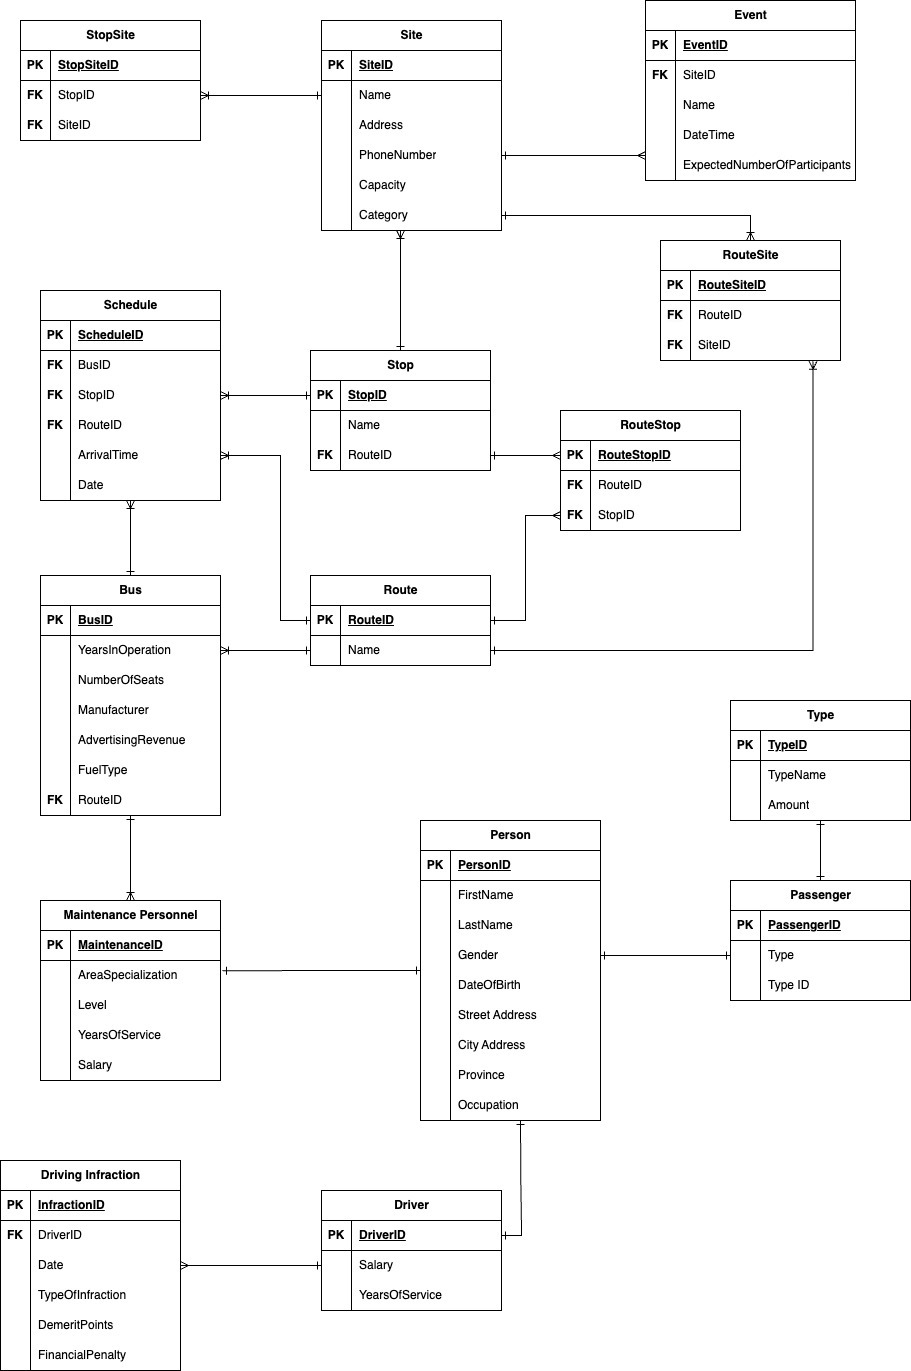 StopSite
PK StopSiteID
FK StopID
FK SiteID
Site
PK SiteID
Name
Address
PhoneNumber
Capacity
Category
Event
PK EventID
FK SiteID
Name
DateTime
ExpectedNumberOfParticipants
RouteSite
PK RouteSiteID
FK RouteID
FK SiteID
Schedule
PK ScheduleID
FK BusID
FK StopID
FK RouteID
ArrivalTime
Date
Stop
PK StopID
Name
FK RouteID
RouteStop
PK RouteStopID
FK RouteID
FK StopID
Bus
PK BusID
YearsInOperation
NumberOfSeats
Manufacturer
AdvertisingRevenue
FuelType
FK RouteID
Route
PK RouteID
Name
Type
PK TypeID
TypeName
Amount
Person
PK PersonID
FirstName
LastName
Gender
DateOfBirth
Street Address
City Address
Province
Occupation
Passenger
PK PassengerID
Type
Type ID
Maintenance Personnel
PK MaintenanceID
AreaSpecialization
Level
YearsOfService
Salary
Driving Infraction
PK InfractionID
FK DriverID
Date
TypeOfInfraction
DemeritPoints
FinancialPenalty
Driver
PK DriverID
Salary
YearsOfService